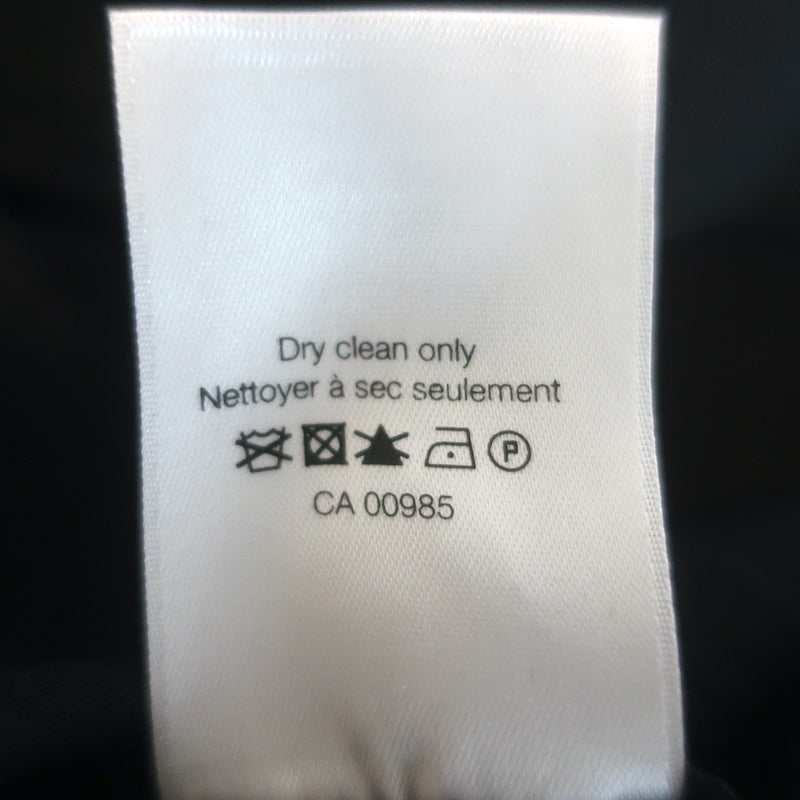 Dry clean only
Nettoyer à sec seulement
P
CA 00985